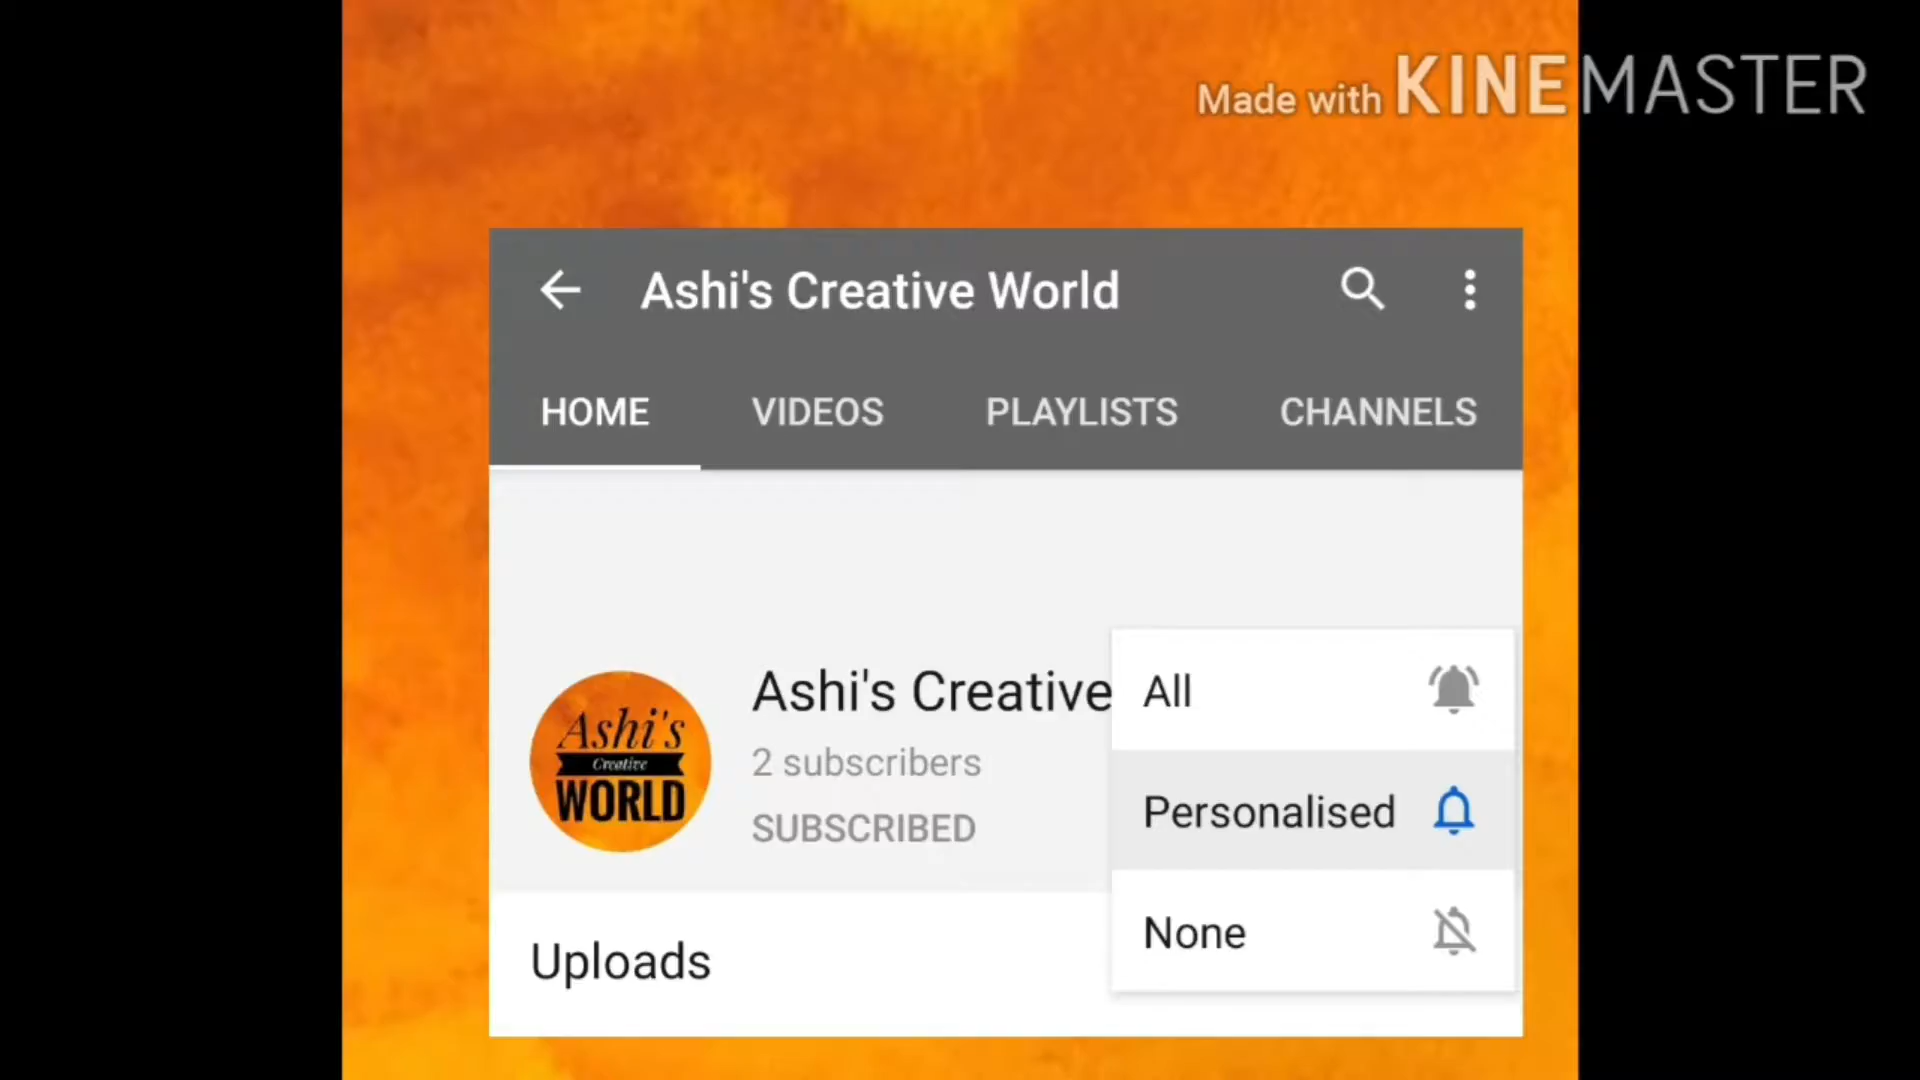 Made with KINEMASTER
Ashi's Creative World
HOME VIDEOS PLAYLISTS CHANNELS
Ashi's Creative
2 subscribers
SUBSCRIBED
Ashi's
Creative
WORLD
All
Personalised
None
Uploads